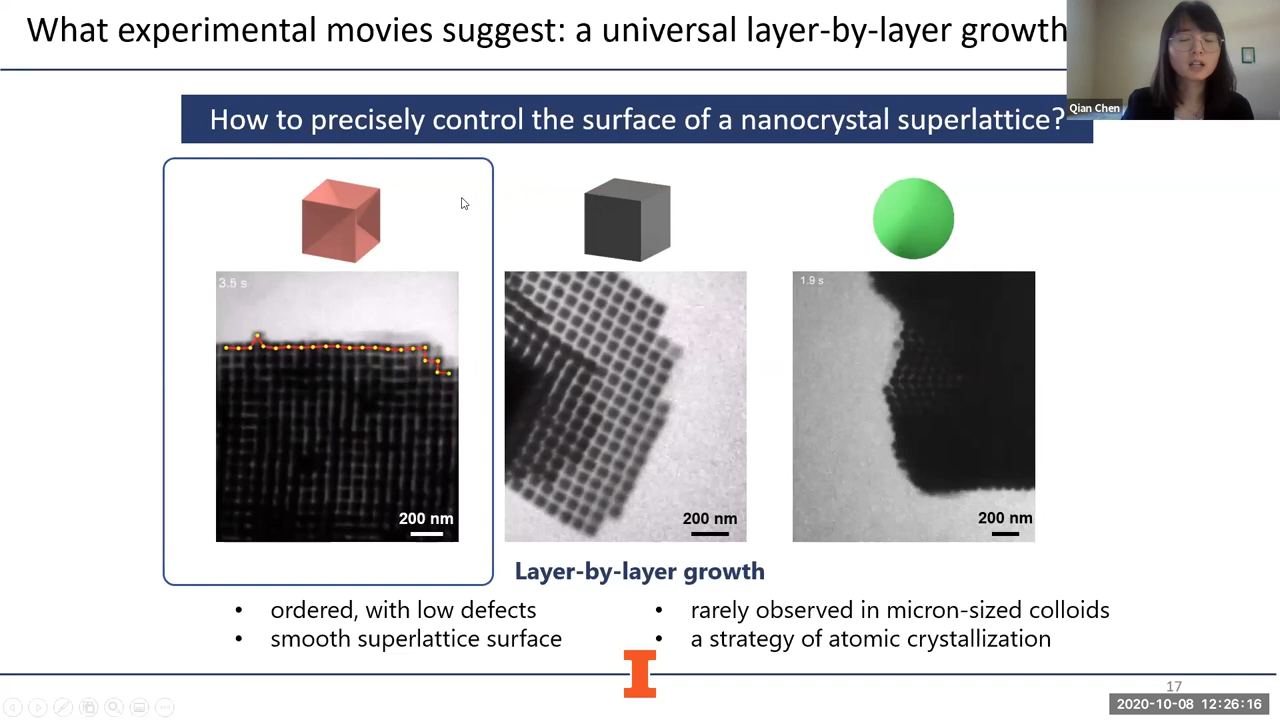 What experimental movies suggest: a universal layer-by-layer growth
Qian Chen
How to precisely control the surface of a nanocrystal superlattice?
3.5 s
200 nm
200 nm
1.9 s
200 nm
Layer-by-layer growth
• ordered, with low defects
• smooth superlattice surface
• rarely observed in micron-sized colloids
• a strategy of atomic crystallization
I
17
2020-10-08 12:26:16